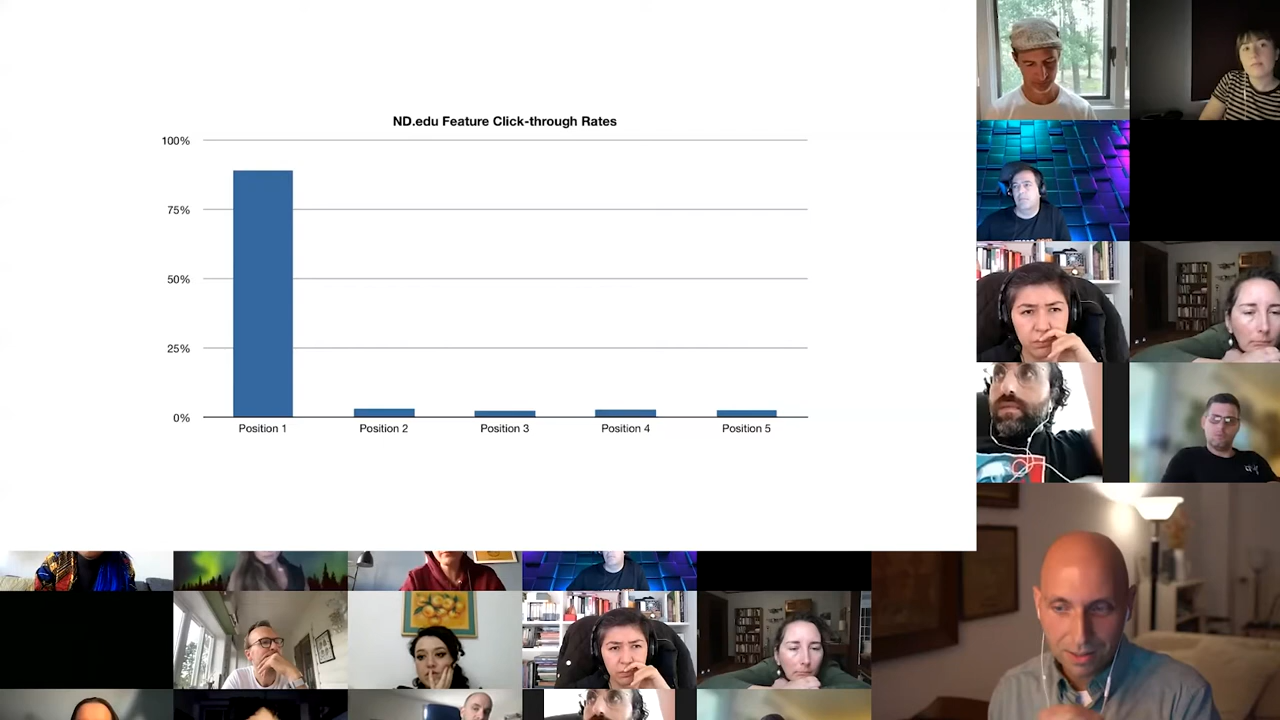 ND.edu Feature Click-through Rates
100%
75%
50%
25%
0%
Position 1
Position 2
Position 3
Position 4
Position 5